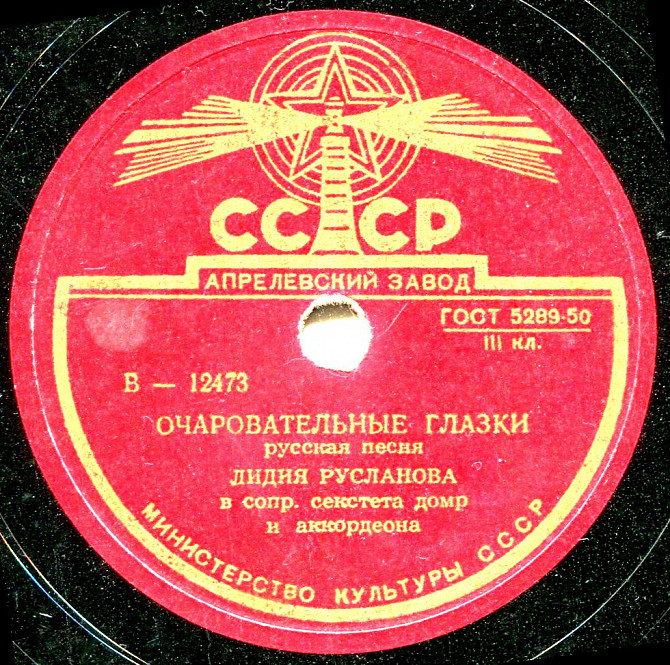 СССР
АПРЕЛЕВСКИЙ ЗАВОД
ГОСТ 5289-50
III кл.
В — 12473
ОЧАРОВАТЕЛЬНЫЕ ГЛАЗКИ
русская песня
ЛИДИЯ РУСЛАНОВА
в сопр. секстета домр
и аккордеона
МИНИСТЕРСТВО КУЛЬТУРЫ СССР